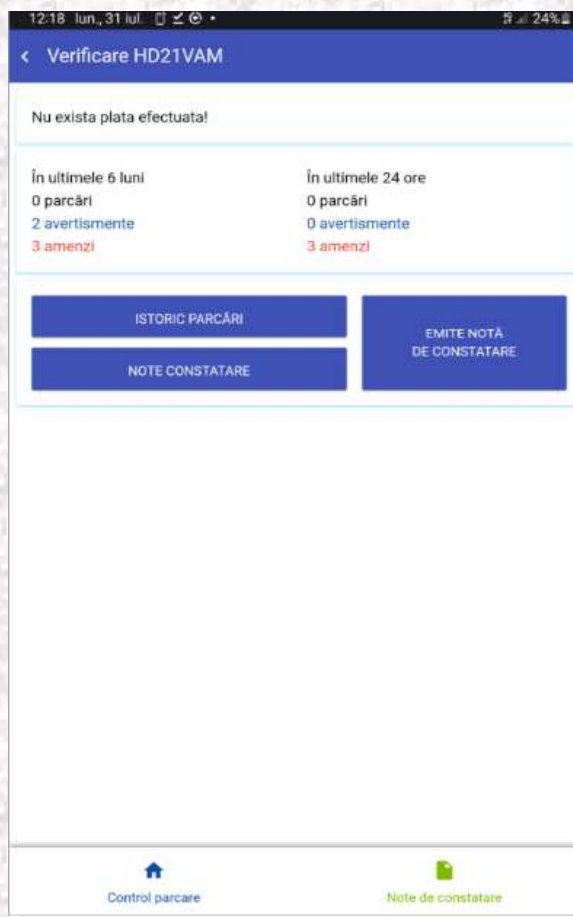 12:18 lun., 31 iul.
24%
Verificare HD21VAM
Nu exista plata efectuata!
În ultimele 6 luni
0 parcări
2 avertismente
3 amenzi
În ultimele 24 ore
0 parcări
0 avertismente
3 amenzi
ISTORIC PARCĂRI
NOTE CONSTATARE
EMITE NOTĂ
DE CONSTATARE
Control parcare
Note de constatare